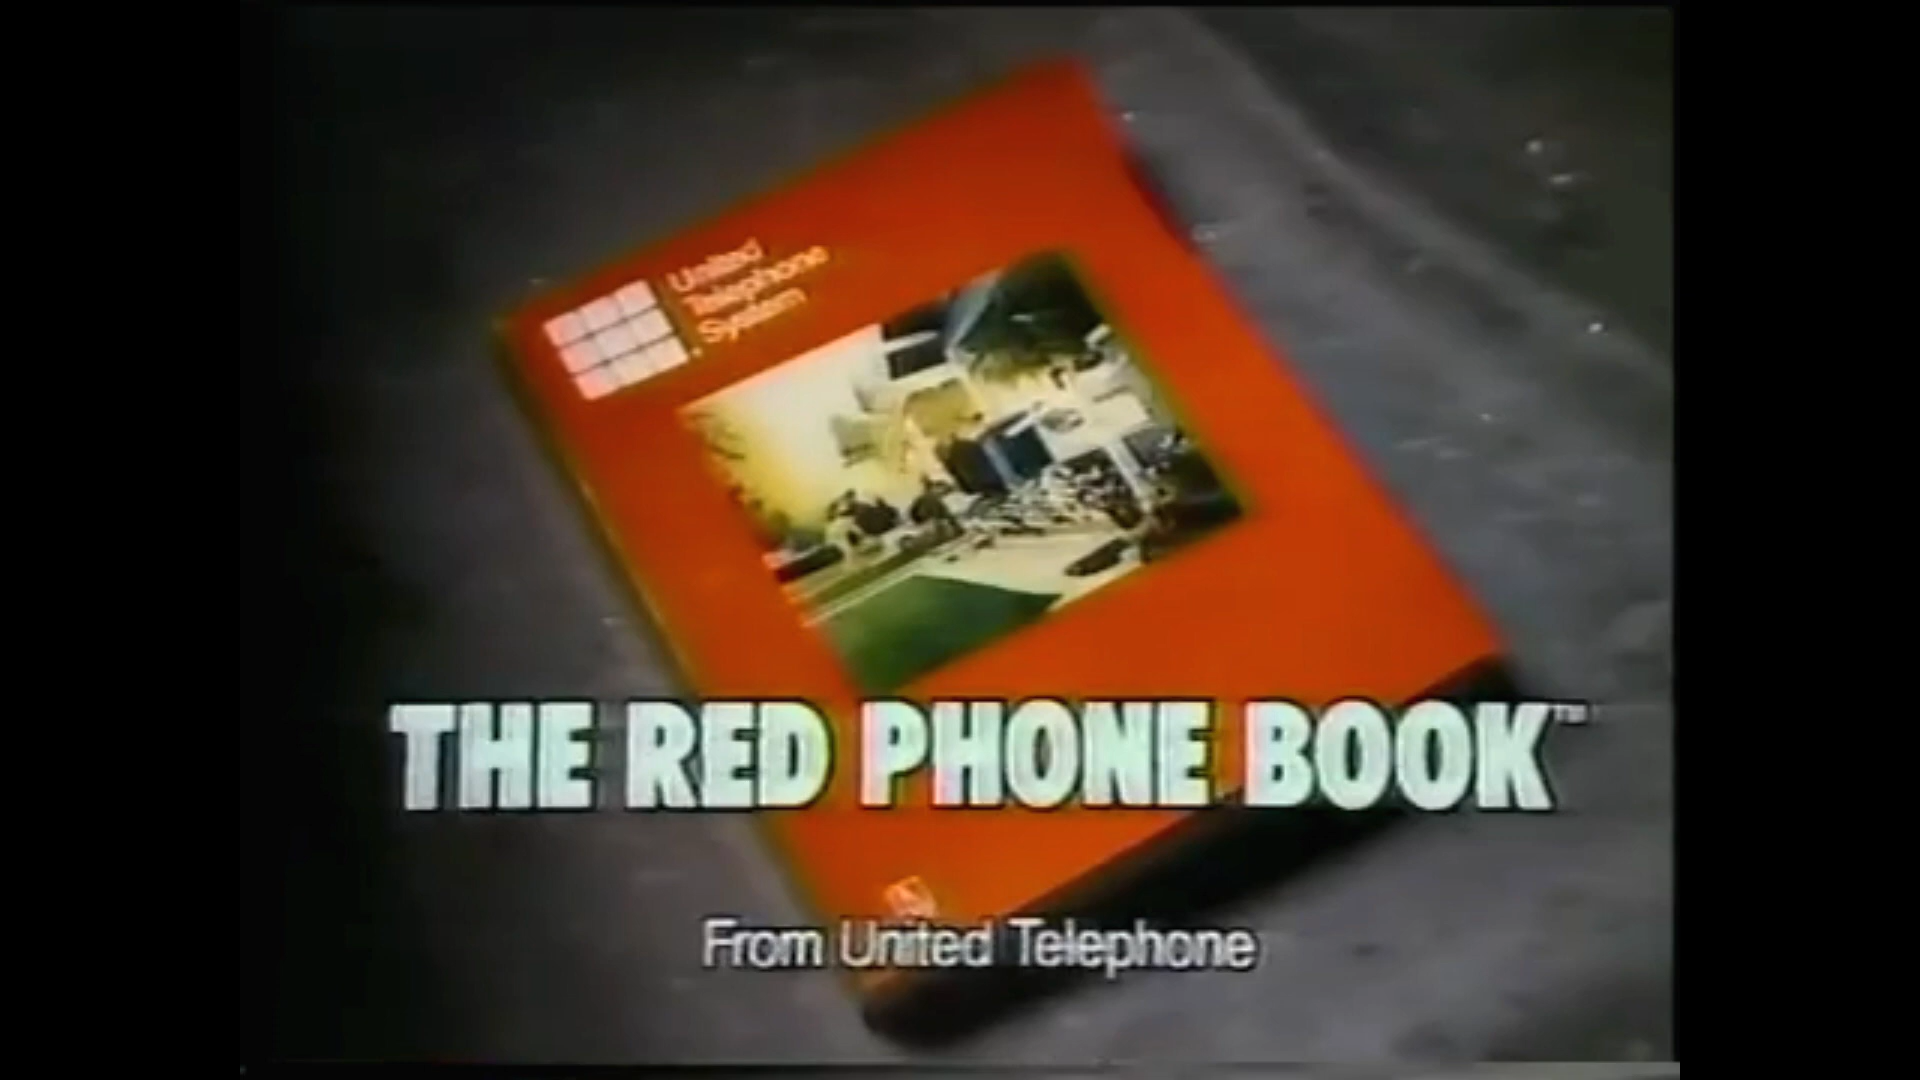 United
Telephone
System
THE RED PHONE BOOK™
From United Telephone